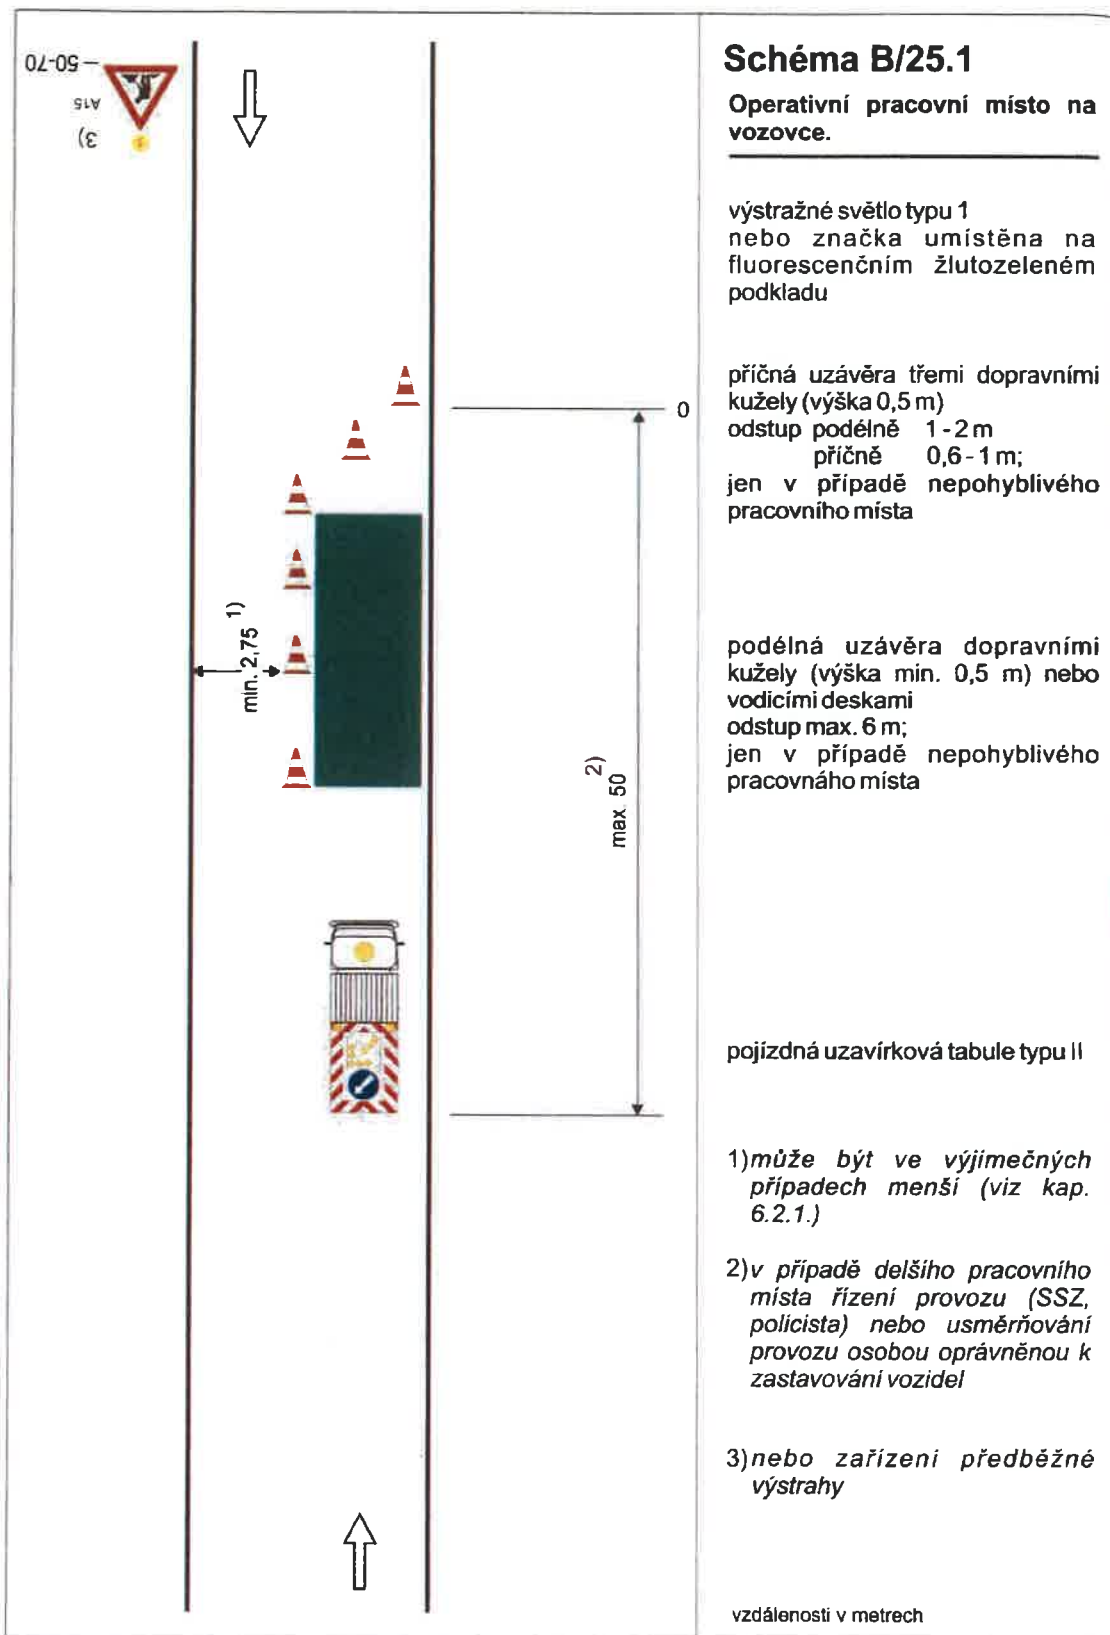 50-70
A15
3)
Schéma B/25.1
Operativní pracovní místo na
vozovce.
výstražné světlo typu 1
nebo značka umístěna na
fluorescenčním žlutozeleném
podkladu
příčná uzávěra třemi dopravními
kužely (výška 0,5 m)
odstup podélně 1 - 2 m
příčně 0,6 - 1 m;
jen v případě nepohyblivého
pracovního místa
0
min. 2,75 1)
max. 50 2)
podélná uzávěra dopravními
kužely (výška min. 0,5 m) nebo
vodicími deskami
odstup max. 6 m;
jen v případě nepohyblivého
pracovnáho místa
pojízdná uzavírková tabule typu II
1) může být ve výjimečných
případech menší (viz kap.
6.2.1.)
2) v případě delšího pracovního
místa řízení provozu (SSZ,
policista) nebo usměrňování
provozu osobou oprávněnou k
zastavování vozidel
3) nebo zařízení předběžné
výstrahy
vzdálenosti v metrech